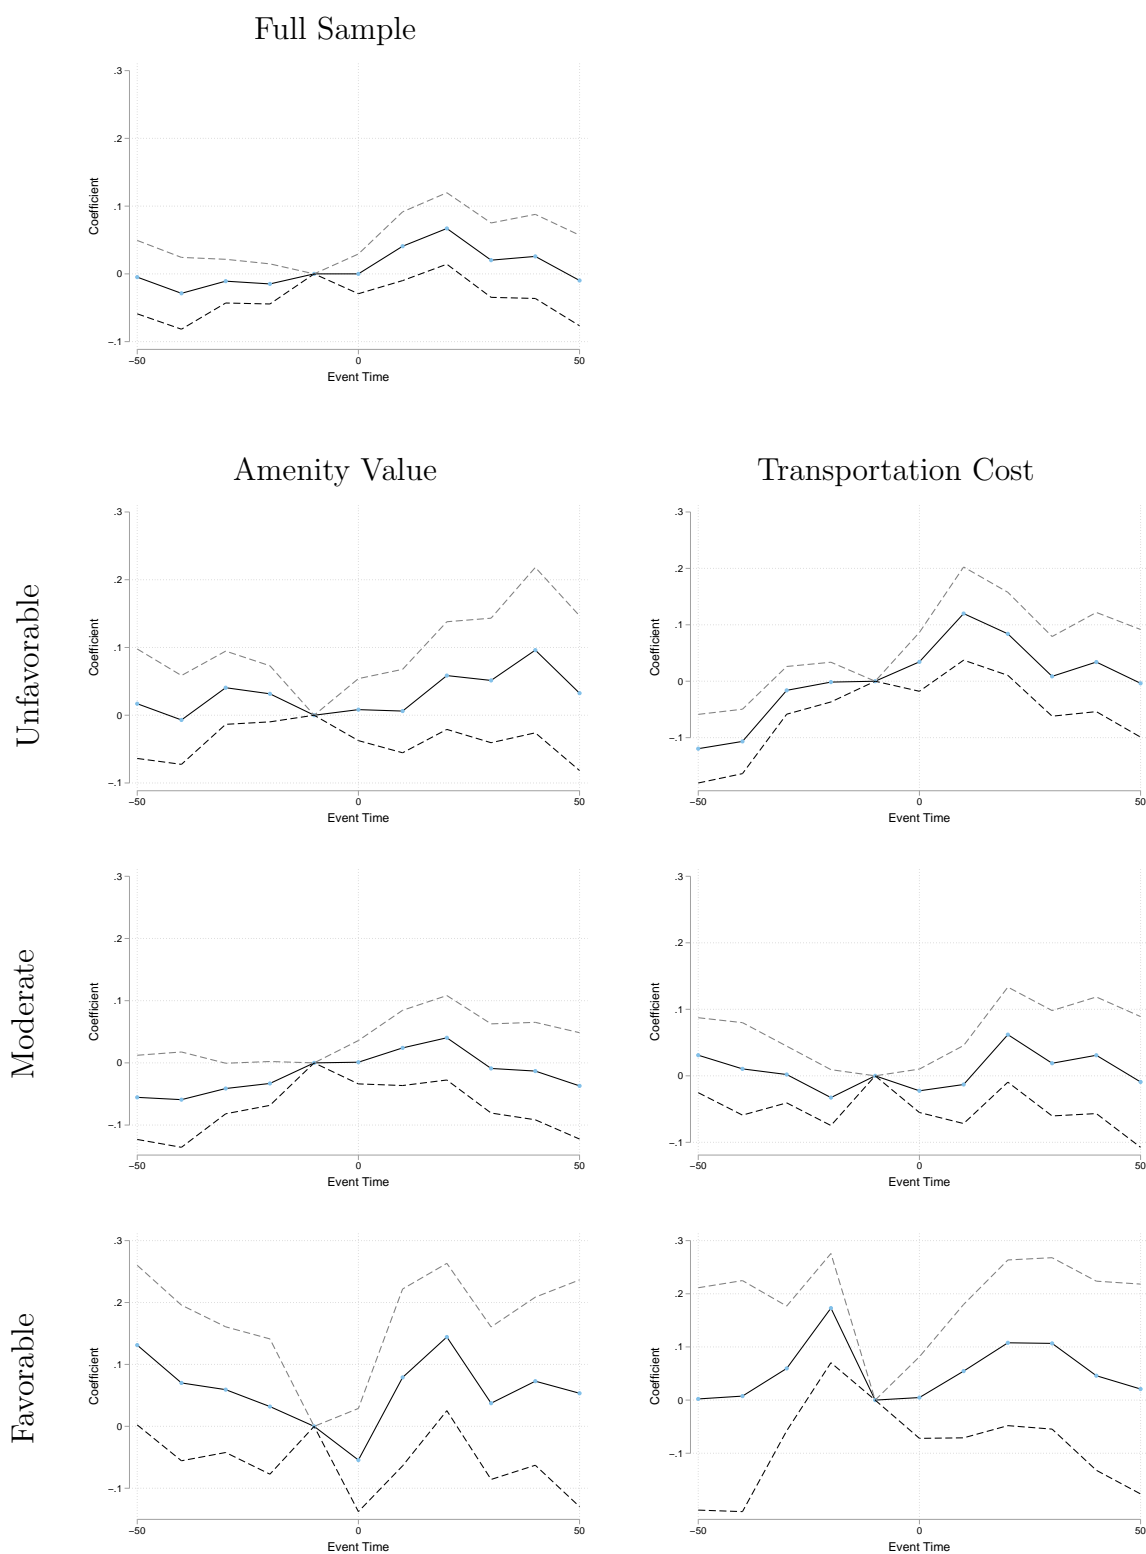 Full Sample
.3
.2
.1
0
−.1
Coefficient
−50 0 50
Event Time
Amenity Value
Transportation Cost
Unfavorable
.3
.2
.1
0
−.1
Coefficient
−50 0 50
Event Time
.3
.2
.1
0
−.1
Coefficient
−50 0 50
Event Time
Moderate
.3
.2
.1
0
−.1
Coefficient
−50 0 50
Event Time
.3
.2
.1
0
−.1
Coefficient
−50 0 50
Event Time
Favorable
.3
.2
.1
0
−.1
Coefficient
−50 0 50
Event Time
.3
.2
.1
0
−.1
Coefficient
−50 0 50
Event Time